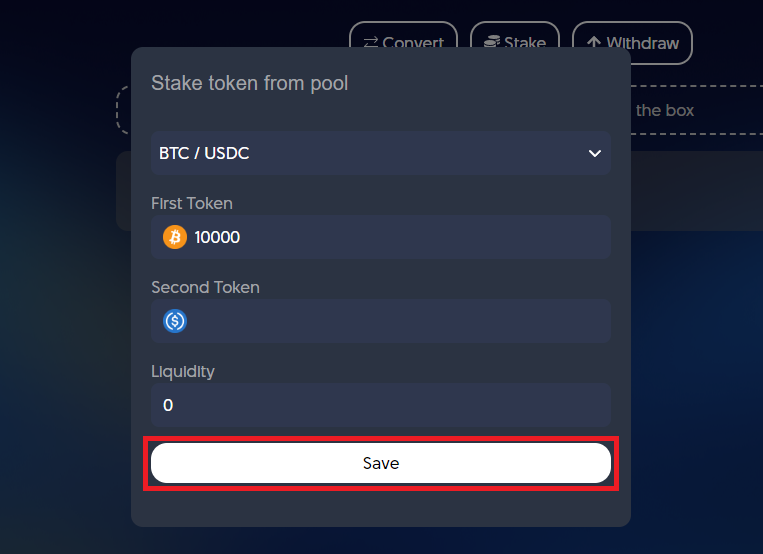 Convert Stake Withdraw
Stake token from pool
the box
BTC / USDC
First Token
10000
Second Token
Liquidity
0
Save